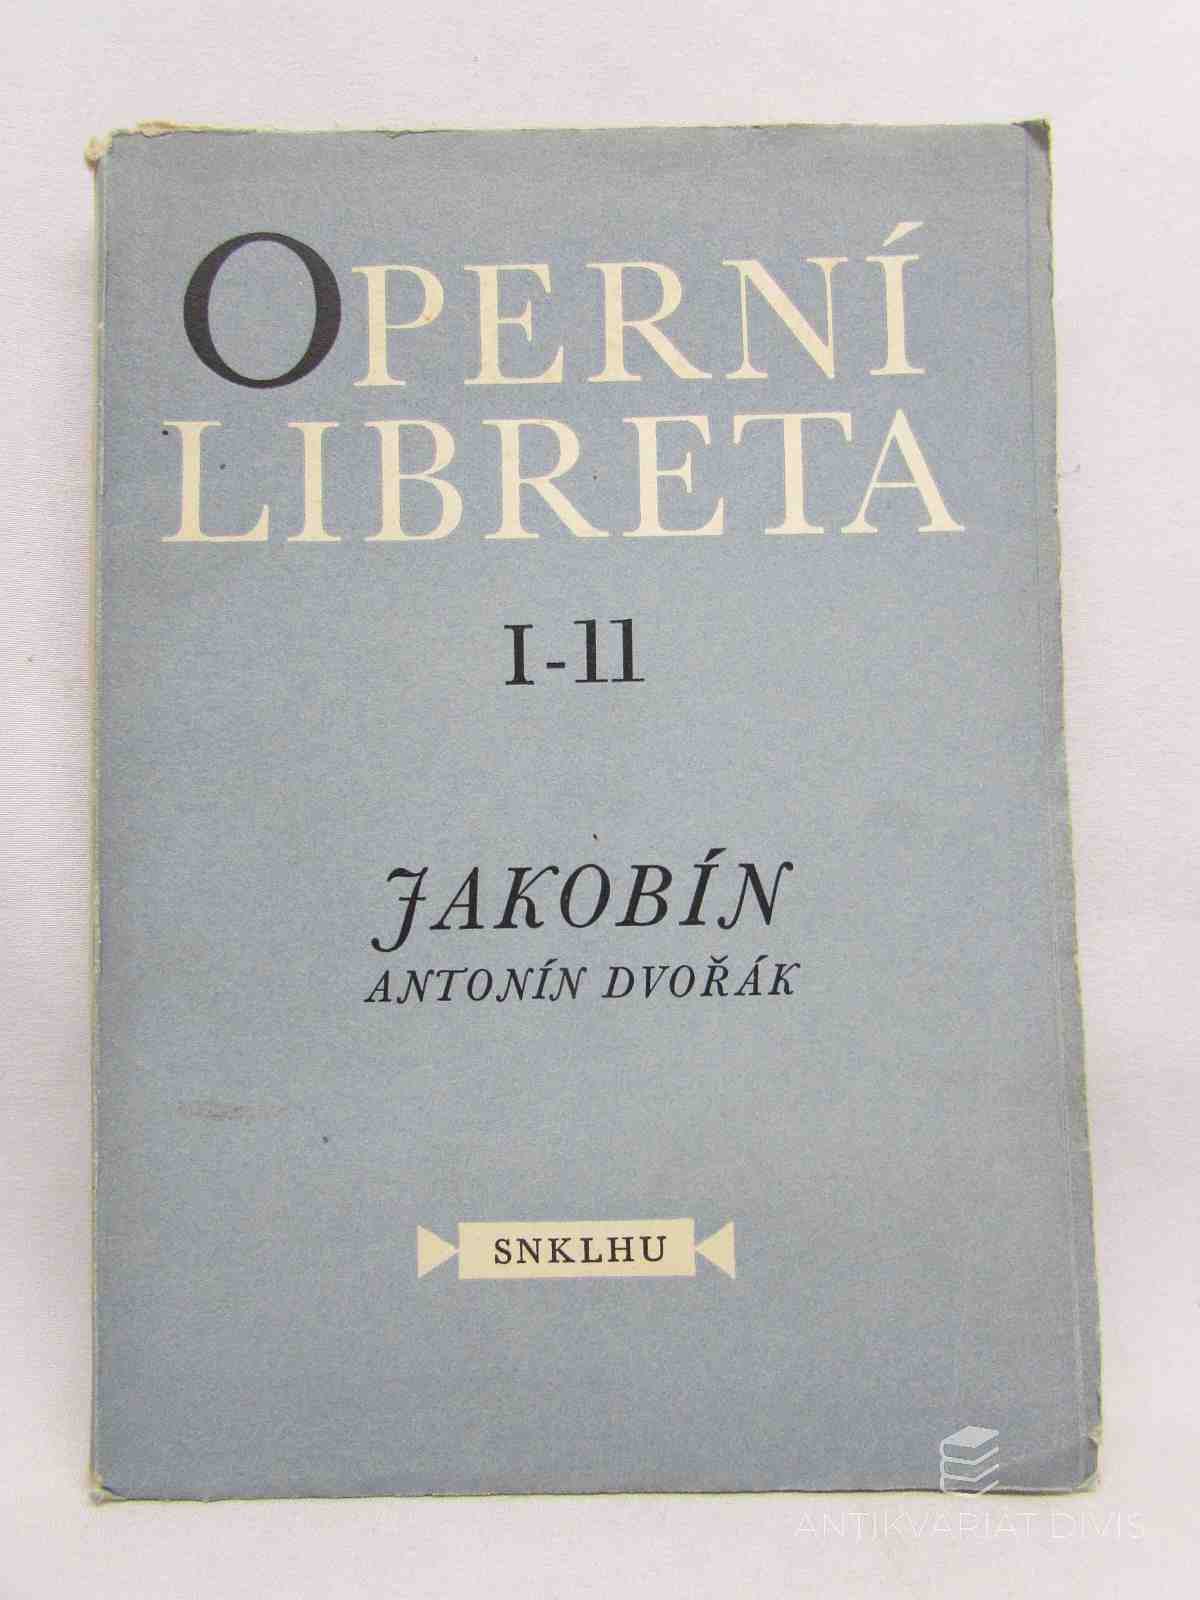 OPERNÍ
LIBRETA
I-11
JAKOBÍN
ANTONÍN DVOŘÁK
SNKLHU
ANTIKVARIÁT DIVIŠ